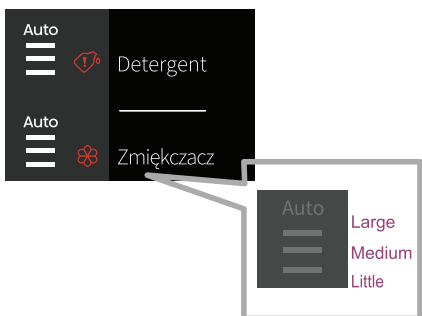 Auto
Detergent
Auto
Zmiękczacz
Auto
Large
Medium
Little